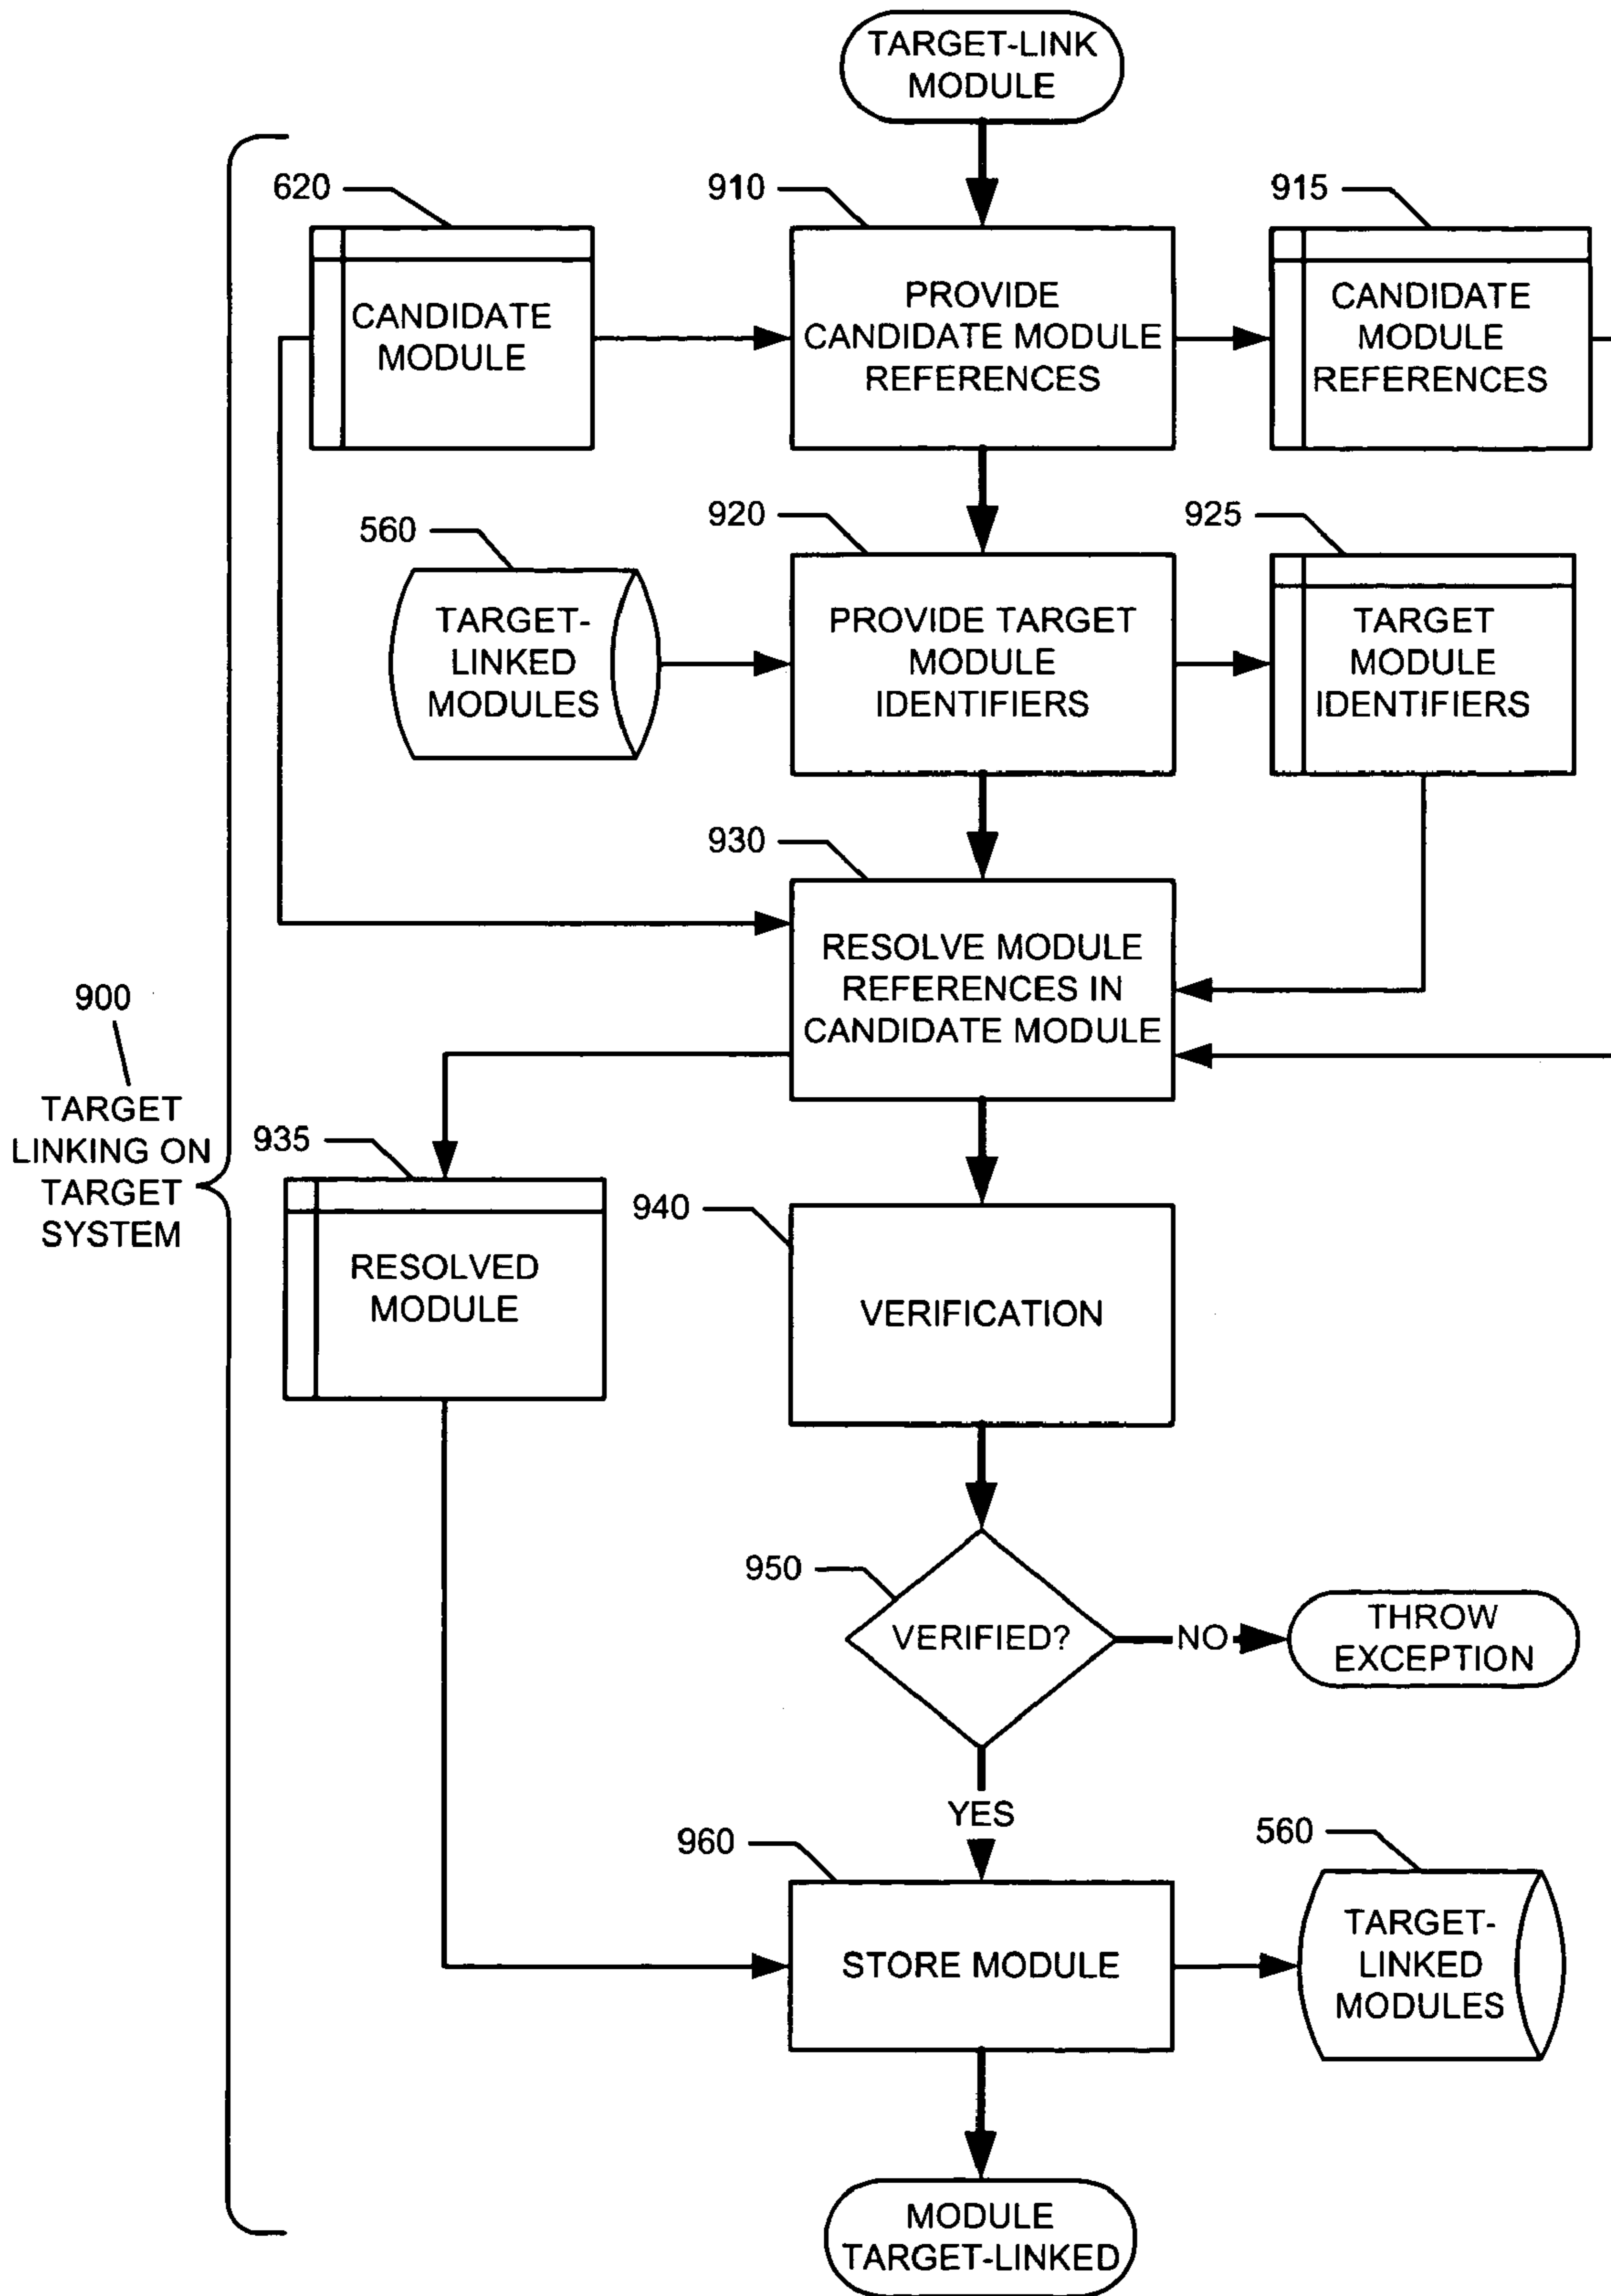 TARGET-LINK
MODULE
620
910
915
CANDIDATE
MODULE
PROVIDE
CANDIDATE MODULE
REFERENCES
CANDIDATE
MODULE
REFERENCES
560
920
925
TARGET-
LINKED
MODULES
PROVIDE TARGET
MODULE
IDENTIFIERS
TARGET
MODULE
IDENTIFIERS
930
RESOLVE MODULE
REFERENCES IN
CANDIDATE MODULE
900
TARGET
LINKING ON
TARGET
SYSTEM
935
RESOLVED
MODULE
940
VERIFICATION
950
VERIFIED?
NO
THROW
EXCEPTION
YES
960
STORE MODULE
560
TARGET-
LINKED
MODULES
MODULE
TARGET-LINKED